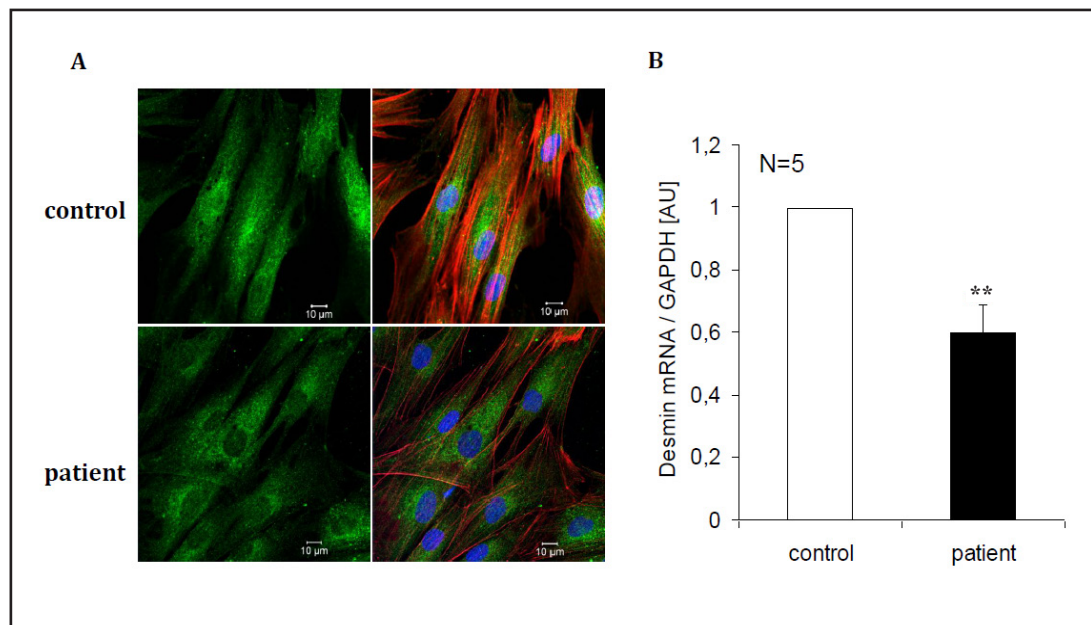 A
control
10 µm
10 µm
patient
10 µm
10 µm
B
Desmin mRNA / GAPDH [AU]
1,2
1
0,8
0,6
0,4
0,2
0
N=5
**
control
patient